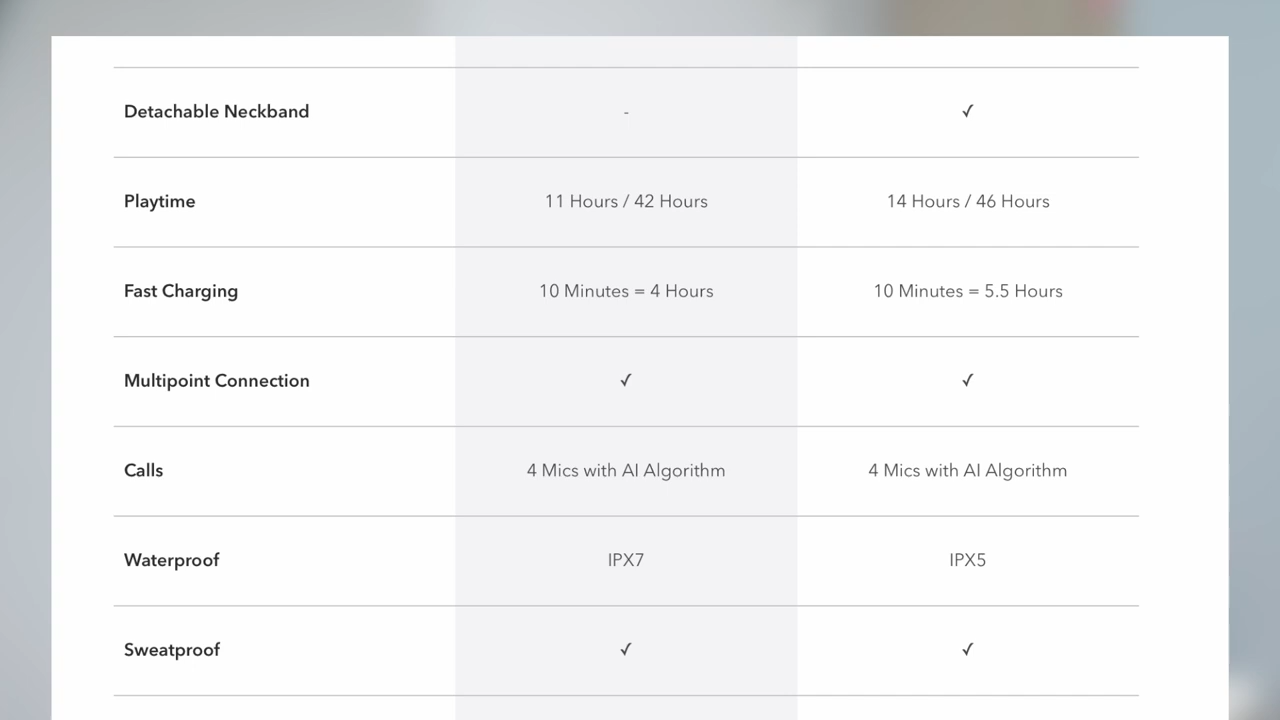 Detachable Neckband - ✓
Playtime 11 Hours / 42 Hours 14 Hours / 46 Hours
Fast Charging 10 Minutes = 4 Hours 10 Minutes = 5.5 Hours
Multipoint Connection ✓ ✓
Calls 4 Mics with AI Algorithm 4 Mics with AI Algorithm
Waterproof IPX7 IPX5
Sweatproof ✓ ✓